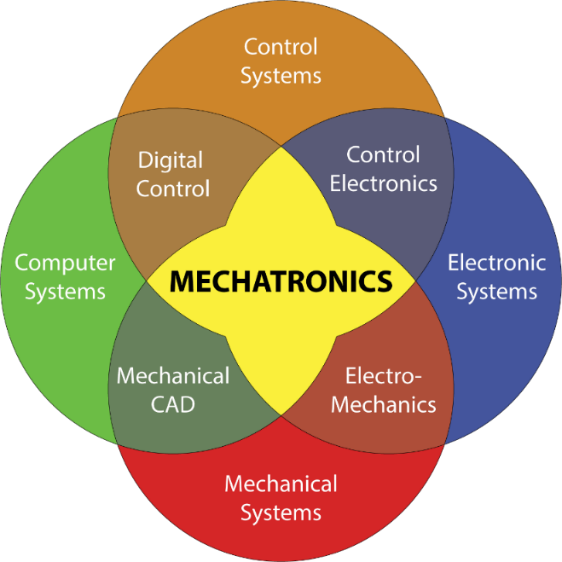 Control
Systems
Digital
Control
Control
Electronics
Computer
Systems
MECHATRONICS
Electronic
Systems
Mechanical
CAD
Electro-
Mechanics
Mechanical
Systems